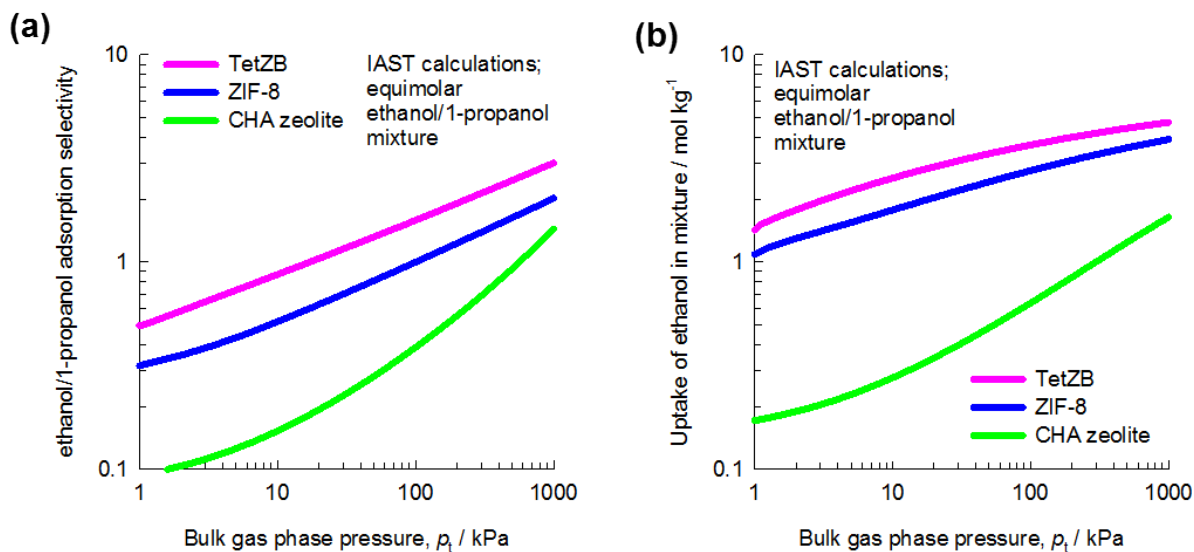 (a)
10
1
0.1
ethanol/1-propanol adsorption selectivity
TetZB
ZIF-8
CHA zeolite
IAST calculations;
equimolar
ethanol/1-propanol
mixture
1
10
100
1000
Bulk gas phase pressure, pt / kPa
(b)
10
1
0.1
Uptake of ethanol in mixture / mol kg-1
IAST calculations;
equimolar
ethanol/1-propanol
mixture
TetZB
ZIF-8
CHA zeolite
1
10
100
1000
Bulk gas phase pressure, pt / kPa